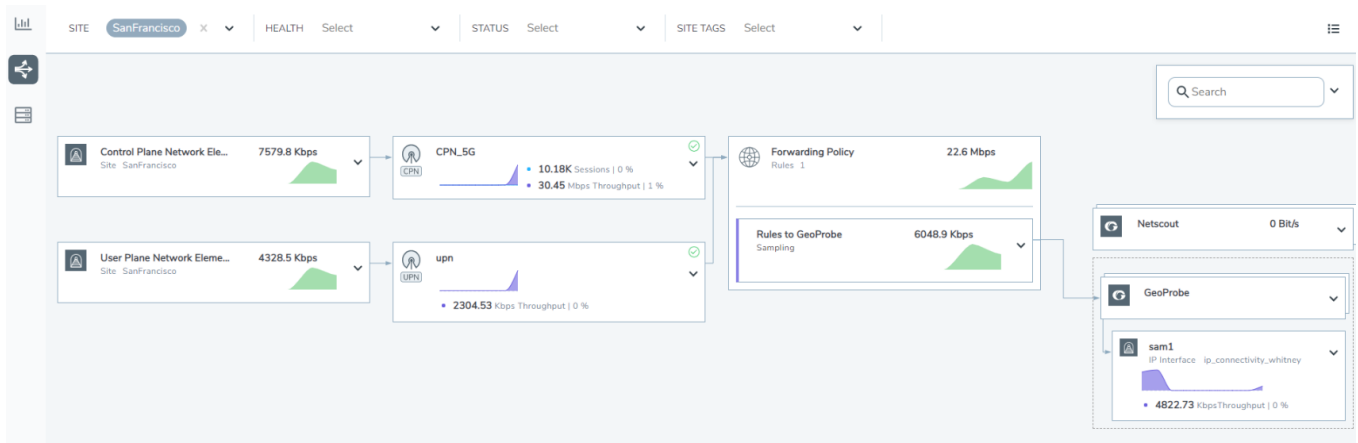 SITE SanFrancisco X HEALTH Select STATUS Select SITE TAGS Select
Search
Control Plane Network Ele... 7579.8 Kbps
Site SanFrancisco
CPN_5G
CPN
10.18K Sessions | 0 %
30.45 Mbps Throughput | 1 %
Forwarding Policy 22.6 Mbps
Rules 1
Netscout 0 Bit/s
User Plane Network Eleme... 4328.5 Kbps
Site SanFrancisco
upn
UPN
2304.53 Kbps Throughput | 0 %
Rules to GeoProbe 6048.9 Kbps
Sampling
GeoProbe
sam1
IP Interface ip_connectivity_whitney
4822.73 KbpsThroughput | 0 %